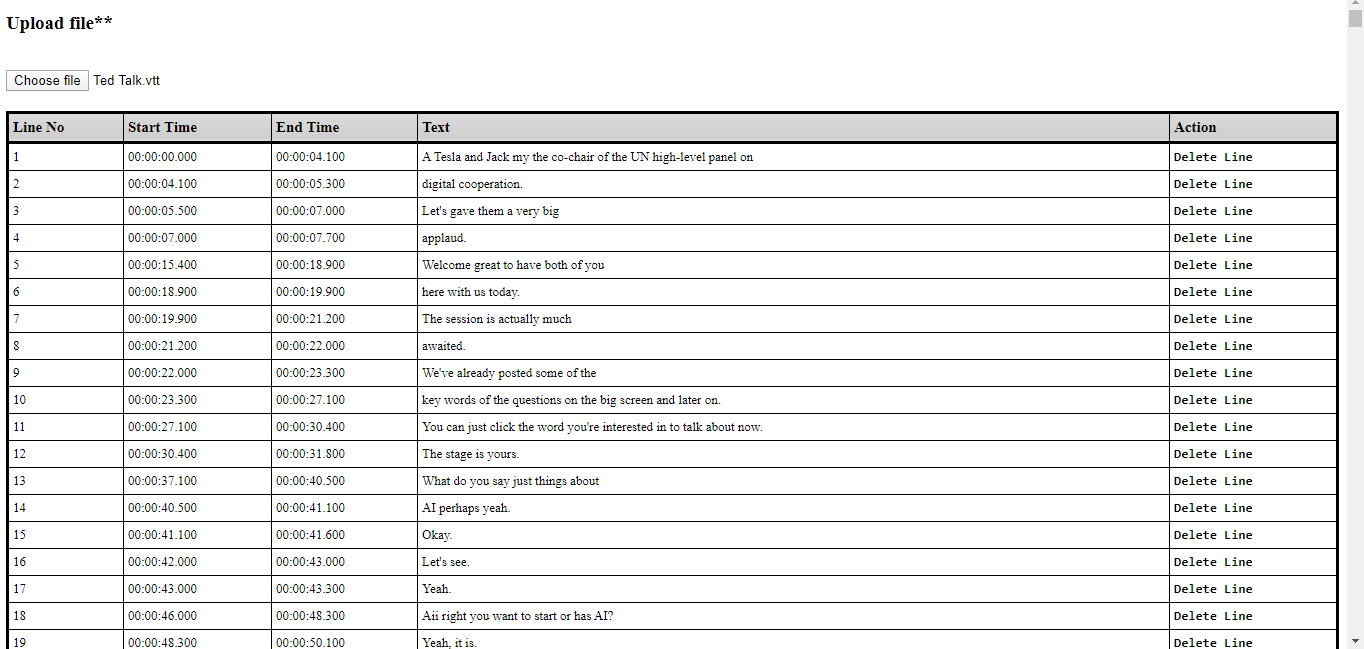 Upload file**
Choose file Ted Talk.vtt
Line No Start Time End Time Text Action
1 00:00:00.000 00:00:04.100 A Tesla and Jack my the co-chair of the UN high-level panel on Delete Line
2 00:00:04.100 00:00:05.300 digital cooperation. Delete Line
3 00:00:05.500 00:00:07.000 Let's gave them a very big Delete Line
4 00:00:07.000 00:00:07.700 applaud. Delete Line
5 00:00:15.400 00:00:18.900 Welcome great to have both of you Delete Line
6 00:00:18.900 00:00:19.900 here with us today. Delete Line
7 00:00:19.900 00:00:21.200 The session is actually much Delete Line
8 00:00:21.200 00:00:22.000 awaited. Delete Line
9 00:00:22.000 00:00:23.300 We've already posted some of the Delete Line
10 00:00:23.300 00:00:27.100 key words of the questions on the big screen and later on. Delete Line
11 00:00:27.100 00:00:30.400 You can just click the word you're interested in to talk about now. Delete Line
12 00:00:30.400 00:00:31.800 The stage is yours. Delete Line
13 00:00:37.100 00:00:40.500 What do you say just things about Delete Line
14 00:00:40.500 00:00:41.100 AI perhaps yeah. Delete Line
15 00:00:41.100 00:00:41.600 Okay. Delete Line
16 00:00:42.000 00:00:43.000 Let's see. Delete Line
17 00:00:43.000 00:00:43.300 Yeah. Delete Line
18 00:00:46.000 00:00:48.300 Aii right you want to start or has AI? Delete Line
19 00:00:48.300 00:00:50.100 Yeah, it is. Delete Line